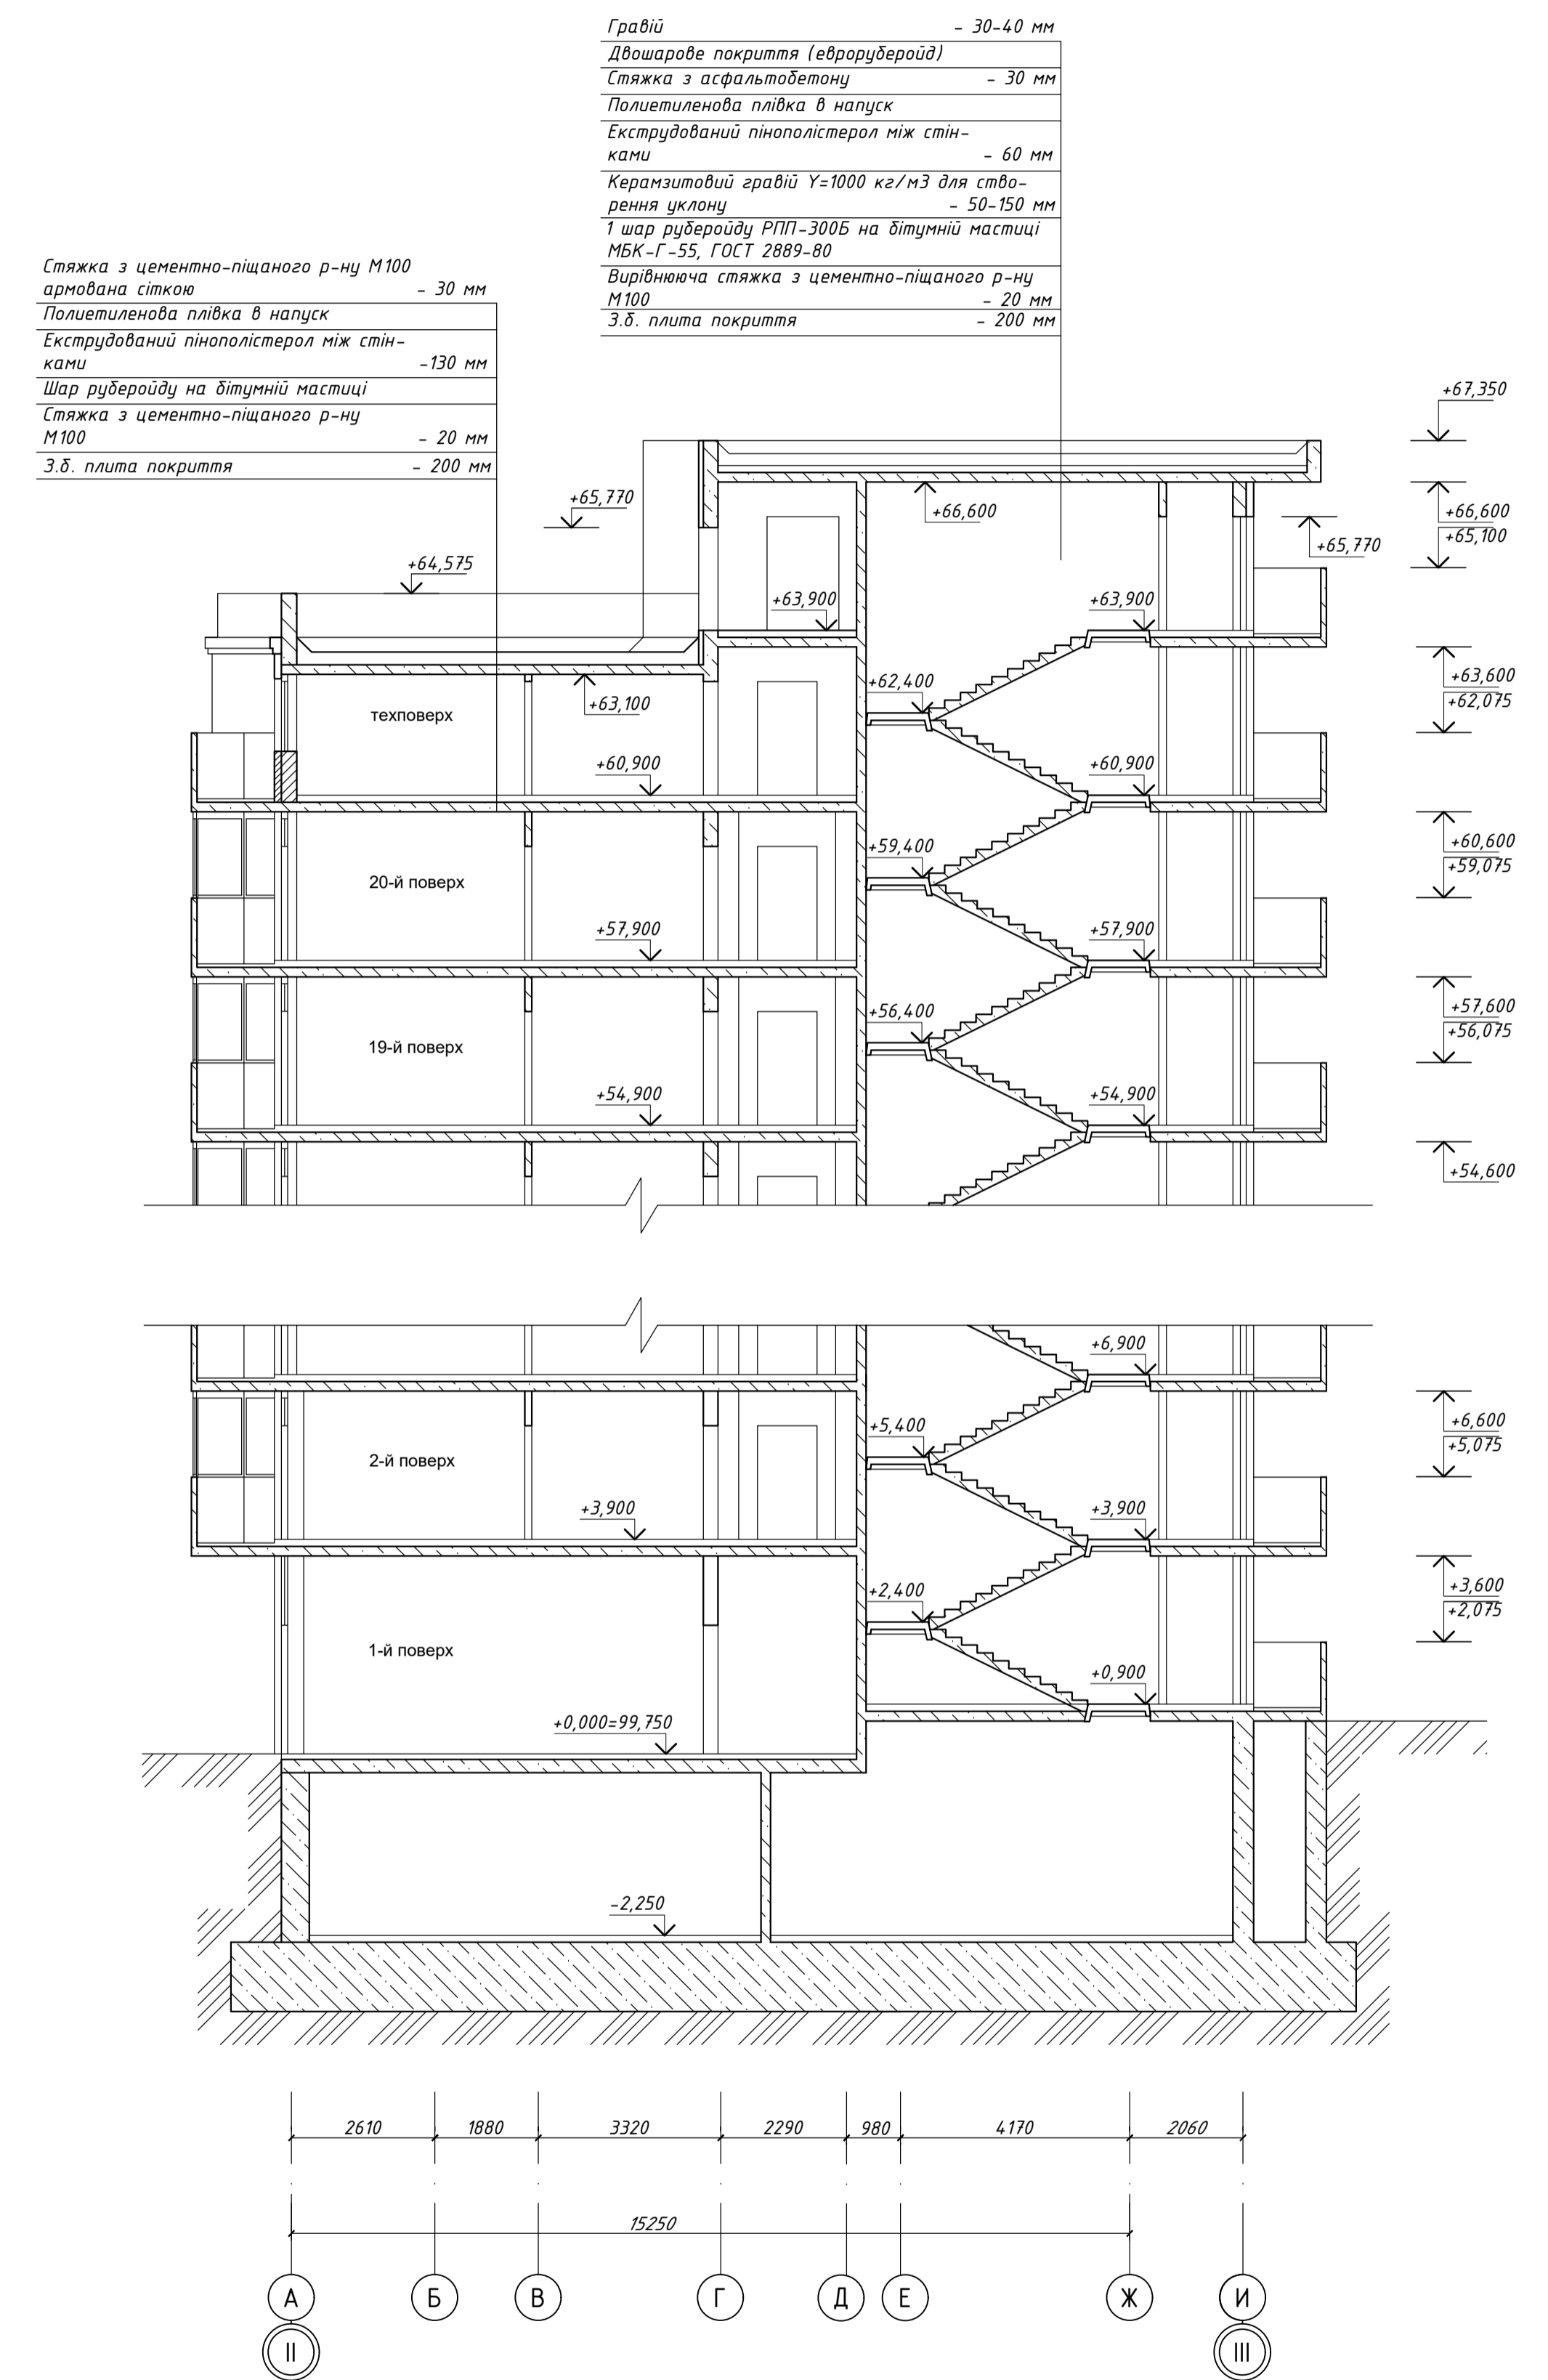 Гравій - 30-40 мм
Двошарове покриття (евроруберойд)
Стяжка з асфальтобетону - 30 мм
Полиетиленова плівка в напуск
Екструдований пінополістерол між стін-
ками - 60 мм
Керамзитовий гравій Y=1000 кг/м3 для ство-
рення уклону - 50-150 мм
1 шар руберойду РПП-300Б на бітумній мастиці
МБК-Г-55, ГОСТ 2889-80
Вирівнююча стяжка з цементно-піщаного р-ну
М100 - 20 мм
З.б. плита покриття - 200 мм
Стяжка з цементно-піщаного р-ну М100
армована сіткою - 30 мм
Полиетиленова плівка в напуск
Екструдований пінополістерол між стін-
ками -130 мм
Шар руберойду на бітумній мастиці
Стяжка з цементно-піщаного р-ну
М100 - 20 мм
З.б. плита покриття - 200 мм
+67,350
+65,770
+66,600
+66,600
+65,100
+65,770
+64,575
+63,900
+63,900
+62,400
+63,600
+62,075
+63,100
техповерх
+60,900
+60,900
+59,400
+60,600
+59,075
20-й поверх
+57,900
+57,900
+56,400
+57,600
+56,075
19-й поверх
+54,900
+54,900
+54,600
+6,900
+5,400
+6,600
+5,075
2-й поверх
+3,900
+3,900
+2,400
+3,600
+2,075
1-й поверх
+0,900
+0,000=99,750
-2,250
2610 1880 3320 2290 980 4170 2060
15250
А Б В Г Д Е Ж И
II III